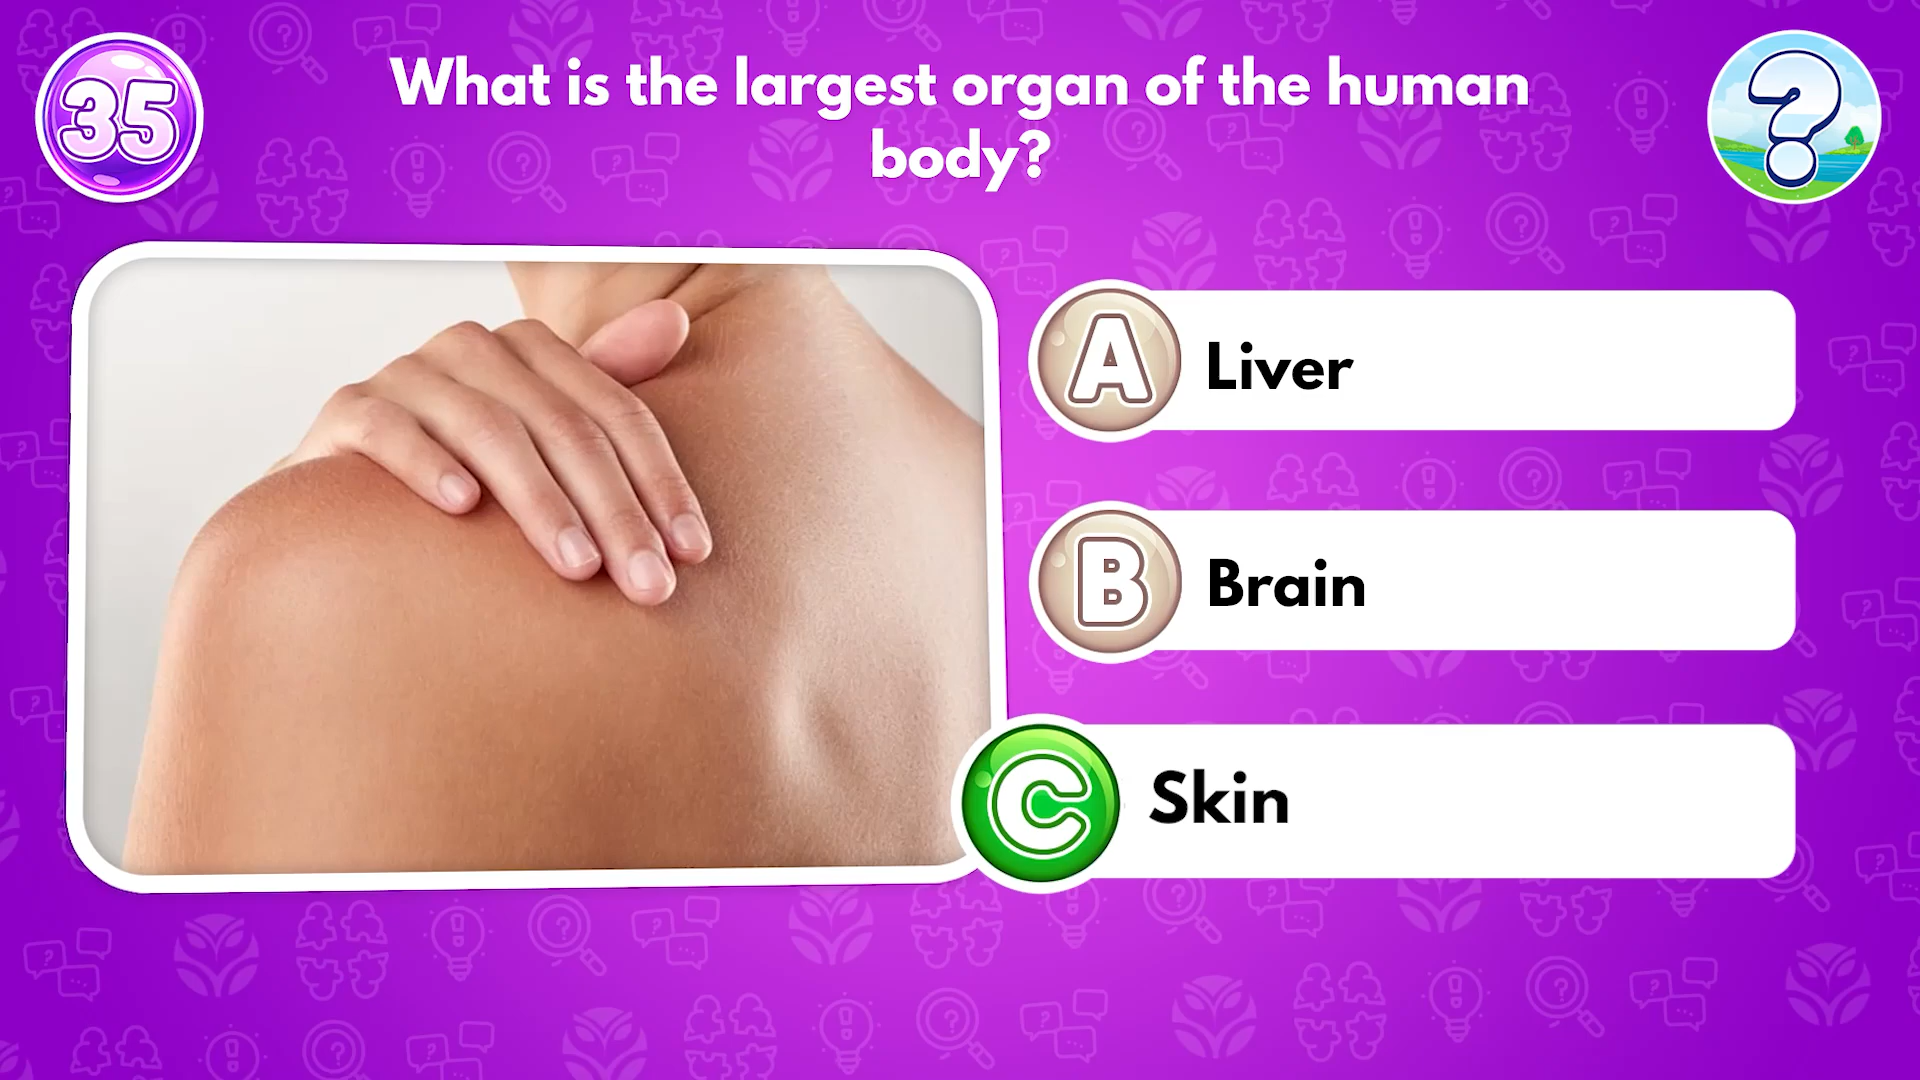 35
What is the largest organ of the human
body?
?
A Liver
B Brain
C Skin